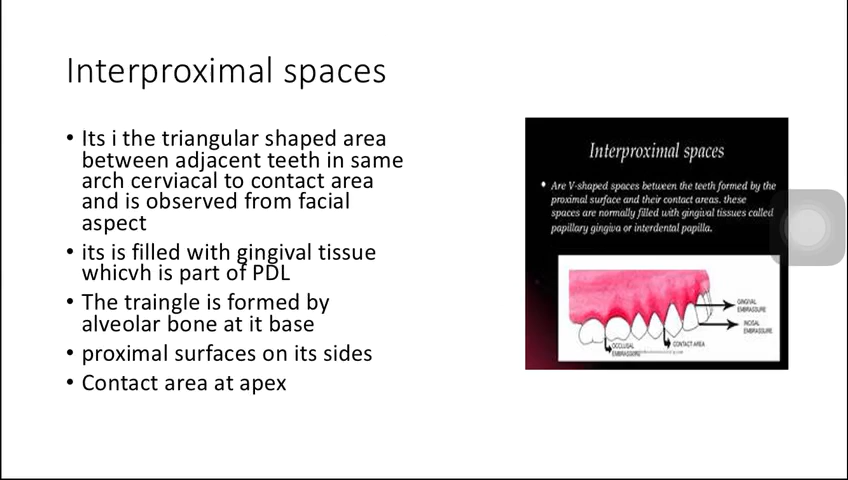 Interproximal spaces
• Its i the triangular shaped area
between adjacent teeth in same
arch cerviacal to contact area
and is observed from facial
aspect
• its is filled with gingival tissue
whicvh is part of PDL
• The traingle is formed by
alveolar bone at it base
• proximal surfaces on its sides
• Contact area at apex
Interproximal spaces
• Are V-shaped spaces between the teeth formed by the
proximal surface and their contact areas. these
spaces are normally filled with gingival tissues called
papillary gingiva or interdental papilla.
GINGIVAL
EMBRASSURE
INCISAL
EMBRASSURE
CONTACT AREA
OCCLUSAL
EMBRASSURE